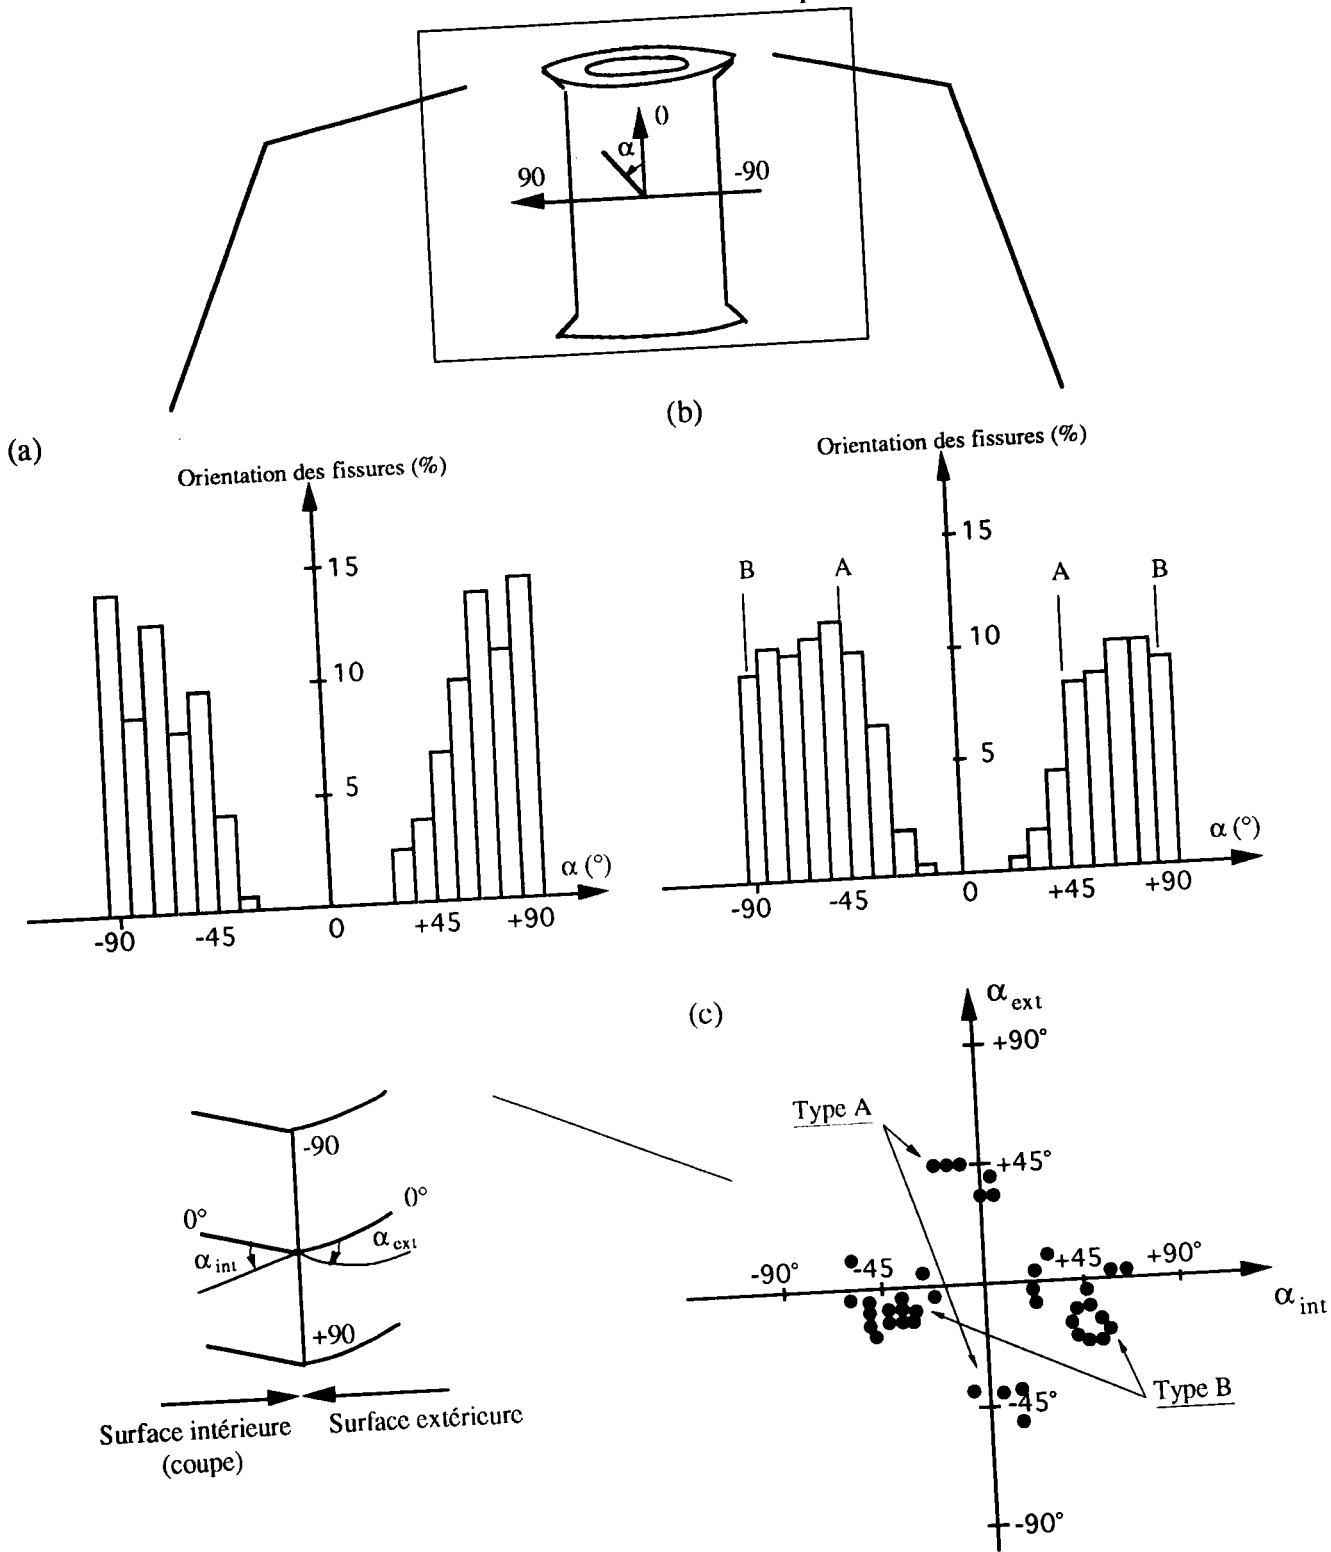 0
α
90
-90
(b)
(a)
Orientation des fissures (%)
Orientation des fissures (%)
15
15
B
A
A
B
10
10
5
5
α (°)
α (°)
-90
-45
0
+45
+90
-90
-45
0
+45
+90
(c)
α ext
+90°
Type A
-90
+45°
0°
0°
α int
α ext
-90°
-45
+45
+90°
α int
+90
Type B
-45°
Surface intérieure
(coupe)
Surface extérieure
-90°